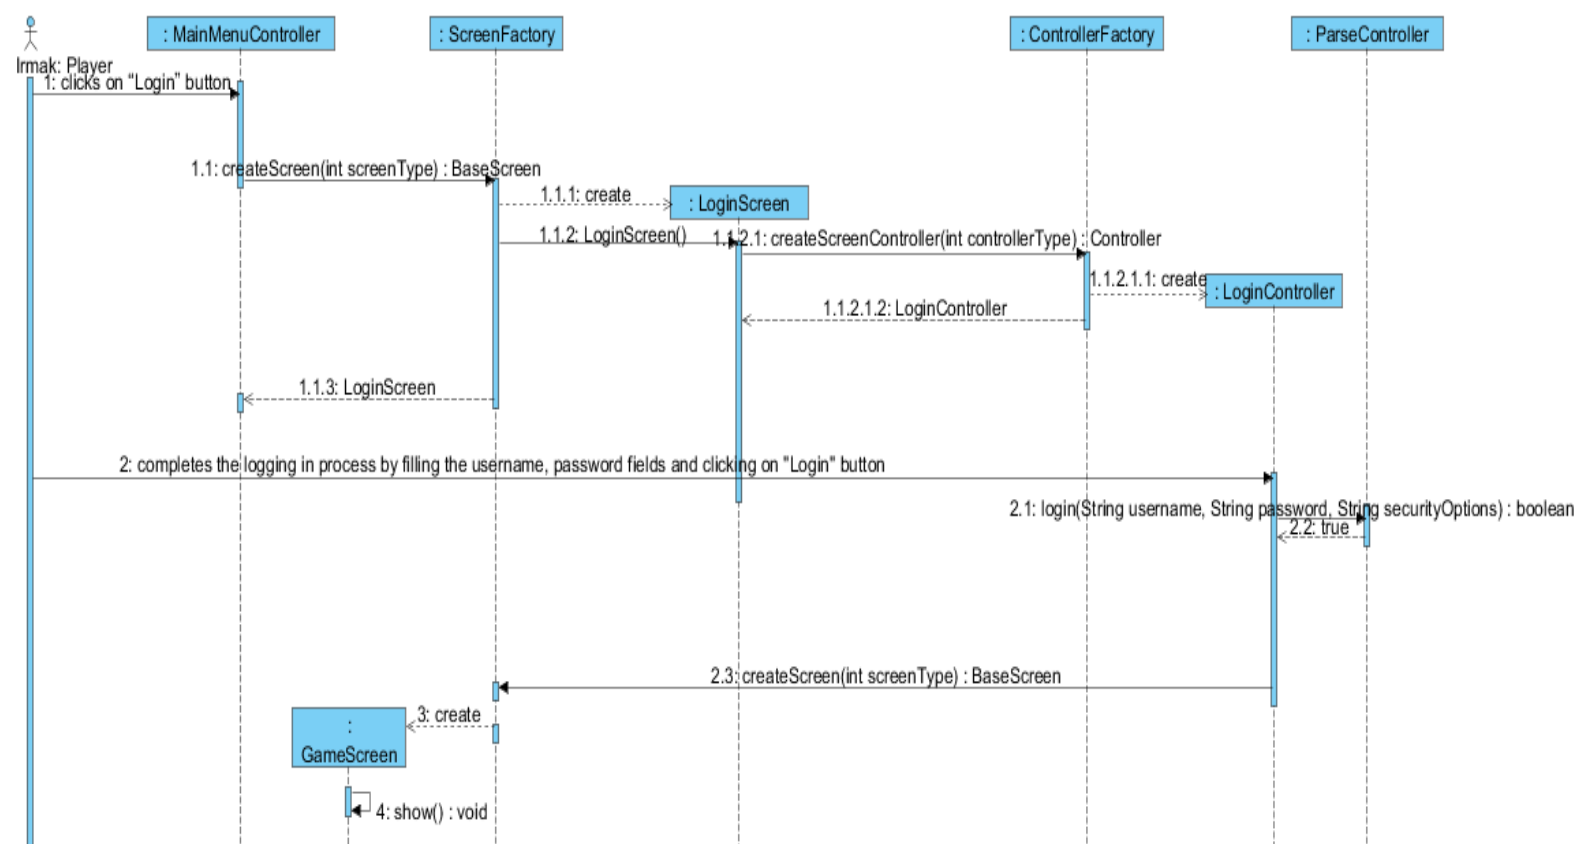 : MainMenuController
: ScreenFactory
: ControllerFactory
: ParseController
Irmak: Player
1: clicks on “Login” button
1.1: createScreen(int screenType) : BaseScreen
1.1.1: create
: LoginScreen
1.1.2: LoginScreen()
1.1.2.1: createScreenController(int controllerType) : Controller
1.1.2.1.1: create
: LoginController
1.1.2.1.2: LoginController
1.1.3: LoginScreen
2: completes the logging in process by filling the username, password fields and clicking on "Login" button
2.1: login(String username, String password, String securityOptions) : boolean
2.2: true
2.3: createScreen(int screenType) : BaseScreen
3: create
:
GameScreen
4: show() : void